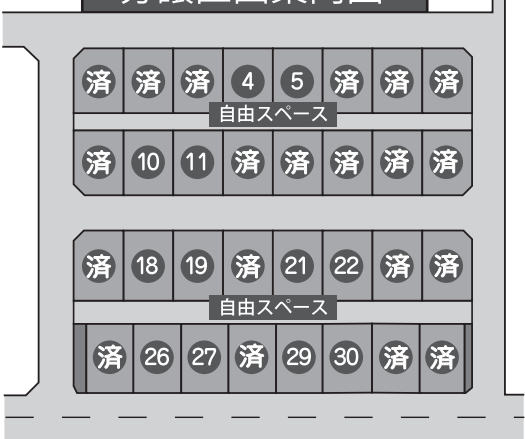 済 済 済 4 5 済 済 済
自由スペース
済 10 11 済 済 済 済 済
済 18 19 済 21 22 済 済
自由スペース
済 26 27 済 29 30 済 済